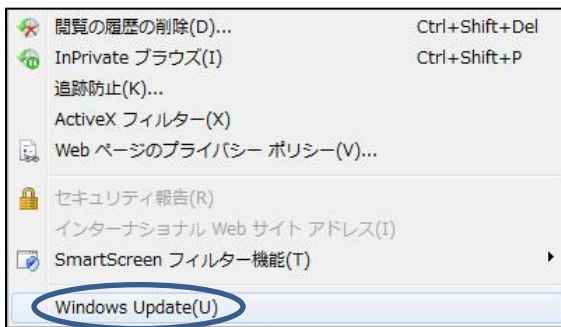 閲覧の履歴の削除(D)... Ctrl+Shift+Del
InPrivate ブラウズ(I) Ctrl+Shift+P
追跡防止(K)...
ActiveX フィルター(X)
Web ページのプライバシー ポリシー(V)...
セキュリティ報告(R)
インターナショナル Web サイト アドレス(I)
SmartScreen フィルター機能(T)
Windows Update(U)